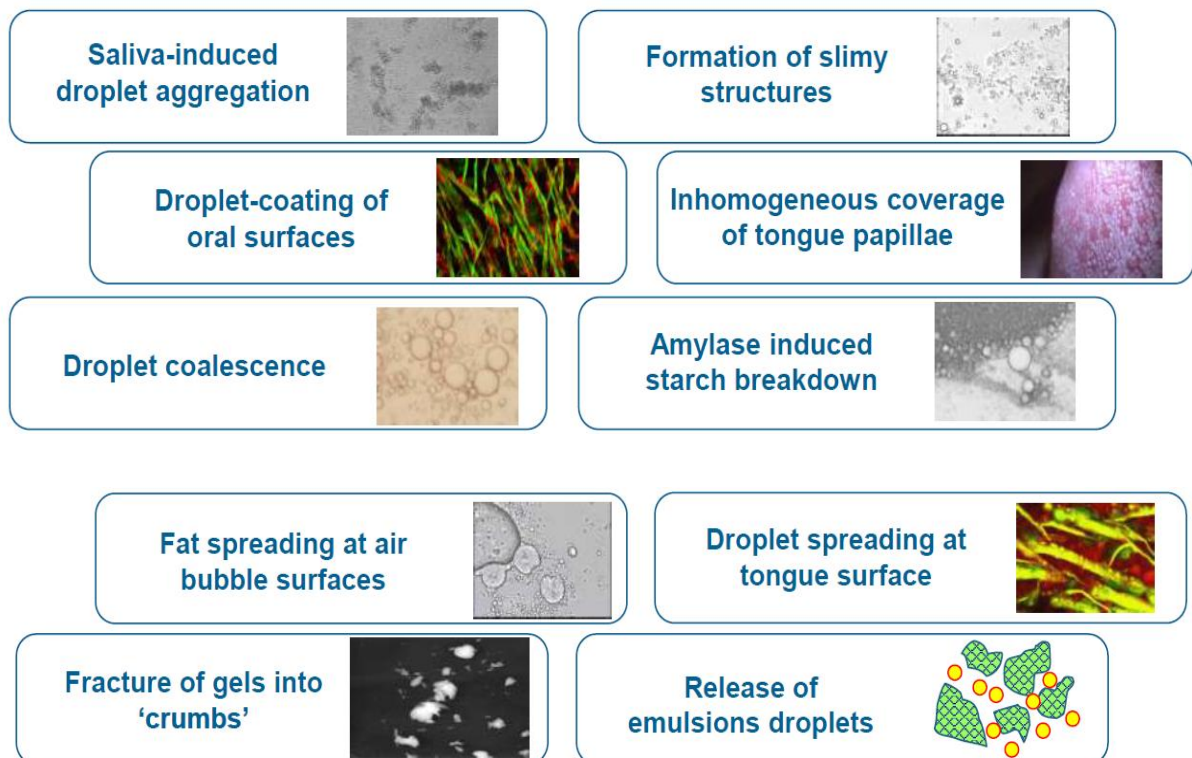 Saliva-induced
droplet aggregation
Formation of slimy
structures
Droplet-coating of
oral surfaces
Inhomogeneous coverage
of tongue papillae
Droplet coalescence
Amylase induced
starch breakdown
Fat spreading at air
bubble surfaces
Droplet spreading at
tongue surface
Fracture of gels into
‘crumbs’
Release of
emulsions droplets